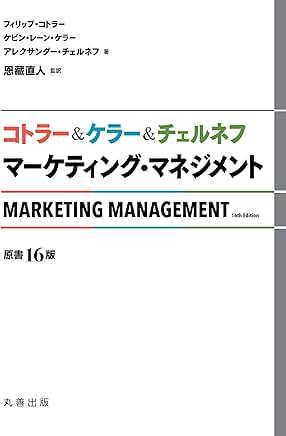 フィリップ・コトラー
ケビン・レーン・ケラー
アレクサンダー・チェルネフ 著
恩藏直人 監訳
コトラー&ケラー&チェルネフ
マーケティング・マネジメント
MARKETING MANAGEMENT 16th Edition
原書16版
丸善出版